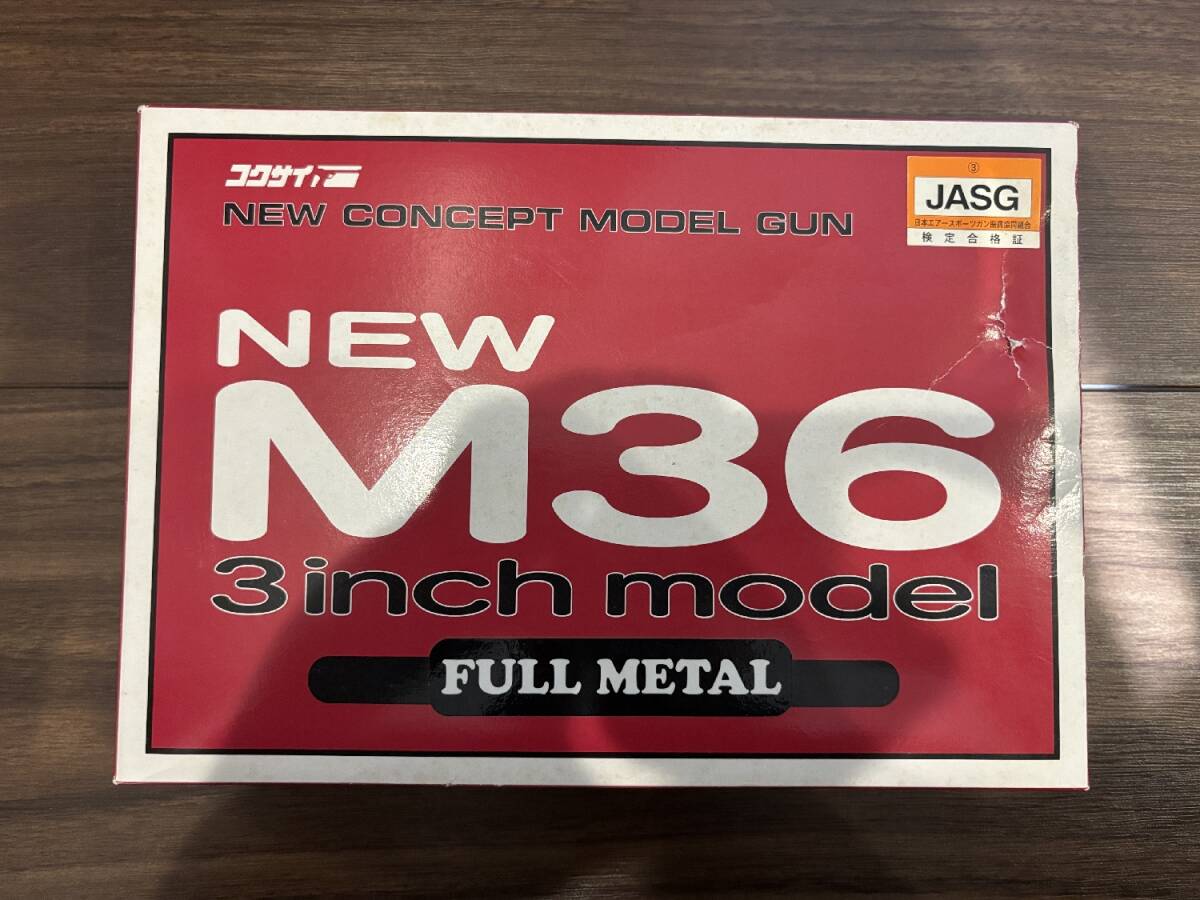 コクサイ
NEW CONCEPT MODEL GUN
③
JASG
日本エアースポーツガン振興協同組合
検定合格証
NEW
M36
3inch model
FULL METAL